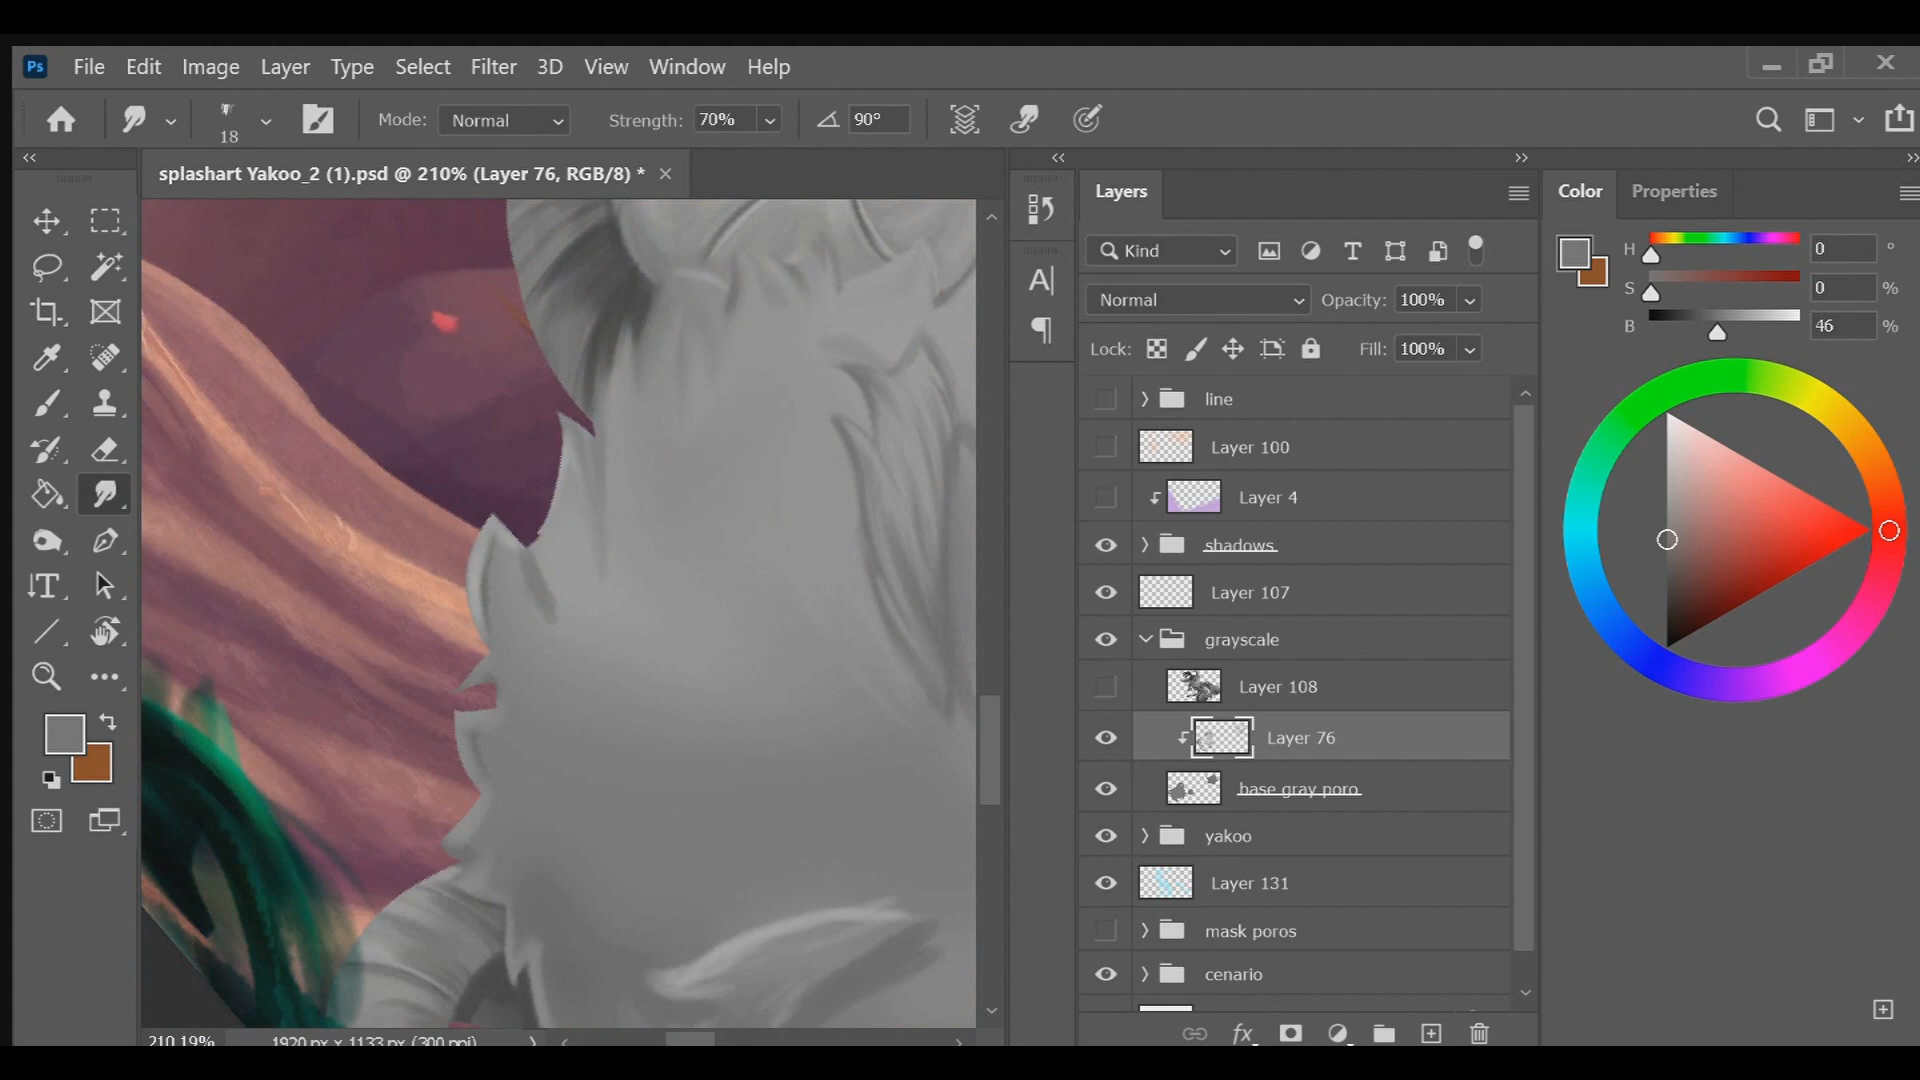 Ps File Edit Image Layer Type Select Filter 3D View Window Help
18 Mode: Normal Strength: 70% 90°
splashart Yakoo_2 (1).psd @ 210% (Layer 76, RGB/8) *
Layers
Color Properties
Kind
H 0 °
Normal Opacity: 100%
S 0 %
B 46 %
Lock: Fill: 100%
line
Layer 100
Layer 4
shadows
Layer 107
grayscale
Layer 108
Layer 76
base gray poro
yakoo
Layer 131
mask poros
cenario
fx
210.19% 1920 px x 1133 px (300 ppi)